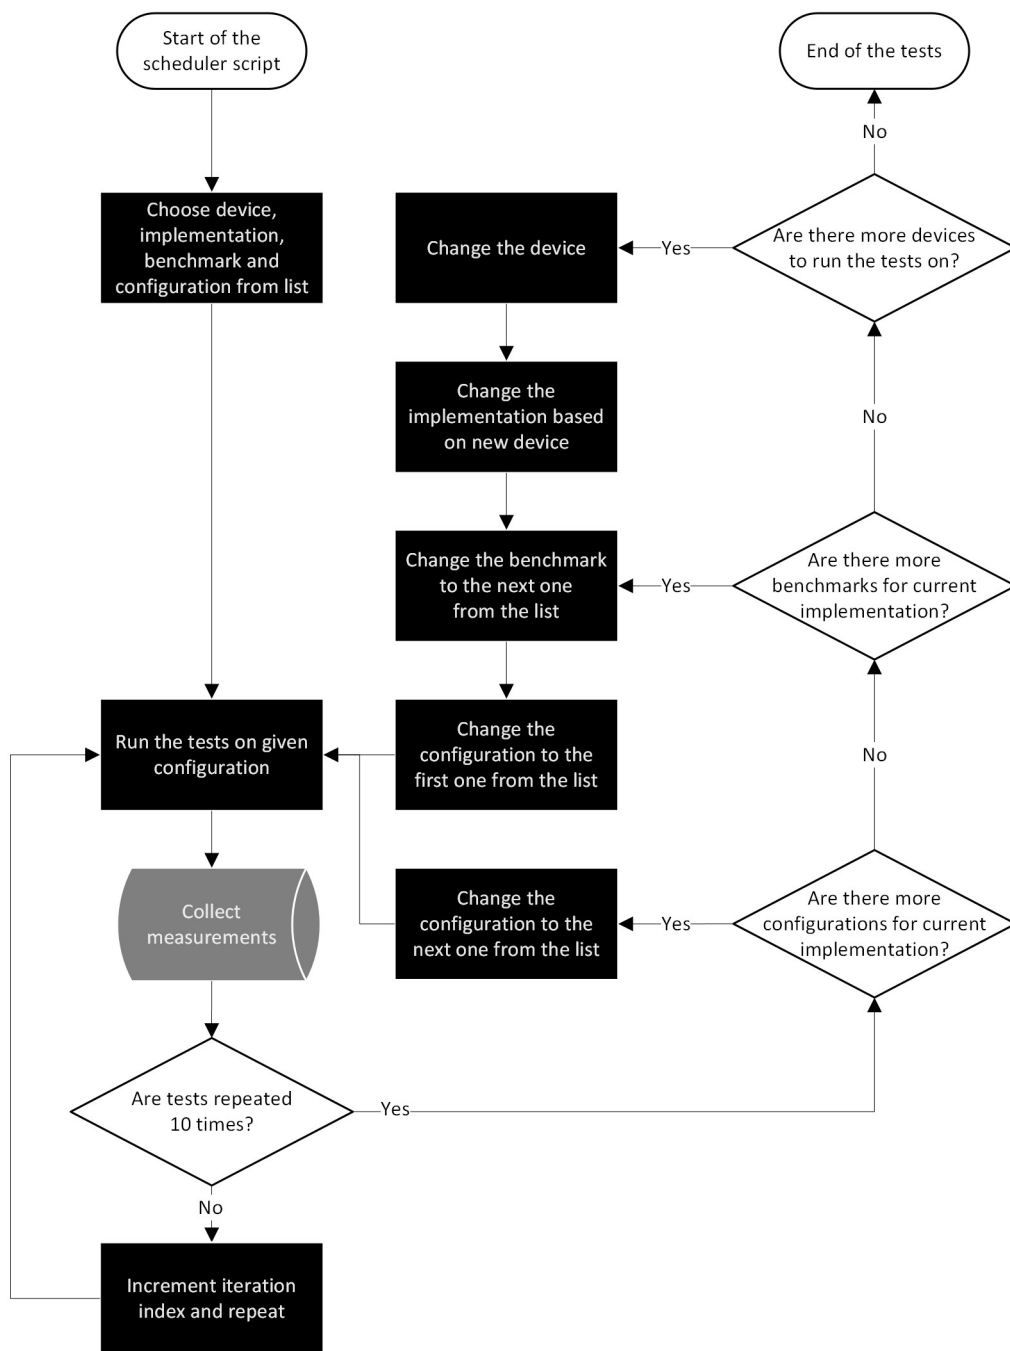 Start of the
scheduler script
End of the tests
No
Choose device,
implementation,
benchmark and
configuration from list
Change the device
Yes
Are there more devices
to run the tests on?
Change the
implementation based
on new device
No
Change the benchmark
to the next one
from the list
Yes
Are there more
benchmarks for current
implementation?
Run the tests on given
configuration
Change the
configuration to the
first one from the list
No
Collect
measurements
Change the
configuration to the
next one from the list
Yes
Are there more
configurations for current
implementation?
Are tests repeated
10 times?
Yes
No
Increment iteration
index and repeat